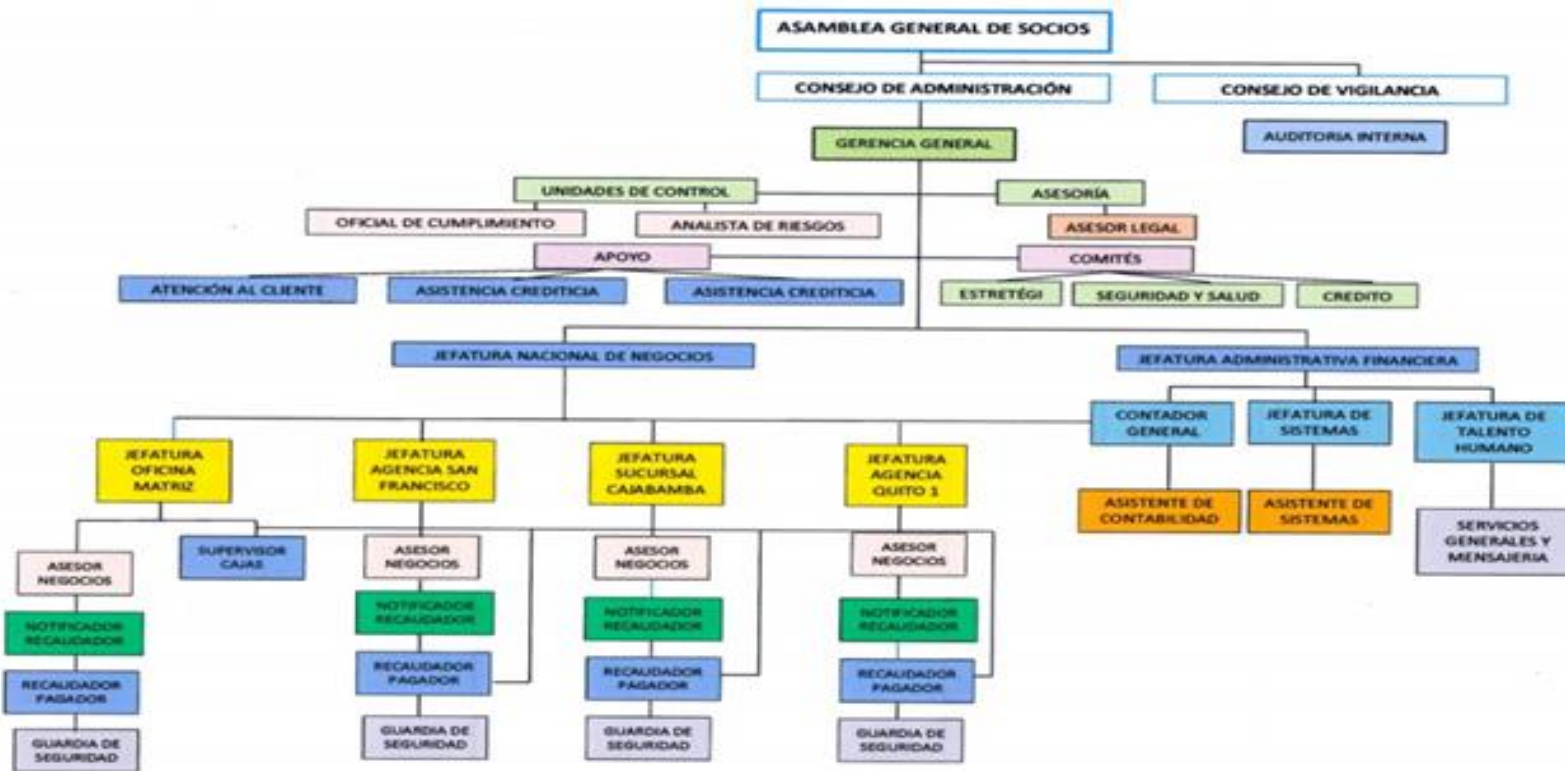 ASAMBLEA GENERAL DE SOCIOS
CONSEJO DE ADMINISTRACIÓN
CONSEJO DE VIGILANCIA
GERENCIA GENERAL
AUDITORIA INTERNA
UNIDADES DE CONTROL
ASESORÍA
OFICIAL DE CUMPLIMIENTO
ANALISTA DE RIESGOS
ASESOR LEGAL
APOYO
COMITÉS
ATENCIÓN AL CLIENTE
ASISTENCIA CREDITICIA
ASISTENCIA CREDITICIA
ESTRETÉGI
SEGURIDAD Y SALUD
CREDITO
JEFATURA NACIONAL DE NEGOCIOS
JEFATURA ADMINISTRATIVA FINANCIERA
CONTADOR
GENERAL
JEFATURA DE
SISTEMAS
JEFATURA DE
TALENTO
HUMANO
JEFATURA
OFICINA
MATRIZ
JEFATURA
AGENCIA SAN
FRANCISCO
JEFATURA
SUCURSAL
CAJABAMBA
JEFATURA
AGENCIA
QUITO 1
ASISTENTE DE
CONTABILIDAD
ASISTENTE DE
SISTEMAS
SERVICIOS
GENERALES Y
MENSAJERIA
ASESOR
NEGOCIOS
SUPERVISOR
CAJAS
ASESOR
NEGOCIOS
ASESOR
NEGOCIOS
ASESOR
NEGOCIOS
NOTIFICADOR
RECAUDADOR
NOTIFICADOR
RECAUDADOR
NOTIFICADOR
RECAUDADOR
NOTIFICADOR
RECAUDADOR
RECAUDADOR
PAGADOR
RECAUDADOR
PAGADOR
RECAUDADOR
PAGADOR
RECAUDADOR
PAGADOR
GUARDIA DE
SEGURIDAD
GUARDIA DE
SEGURIDAD
GUARDIA DE
SEGURIDAD
GUARDIA DE
SEGURIDAD